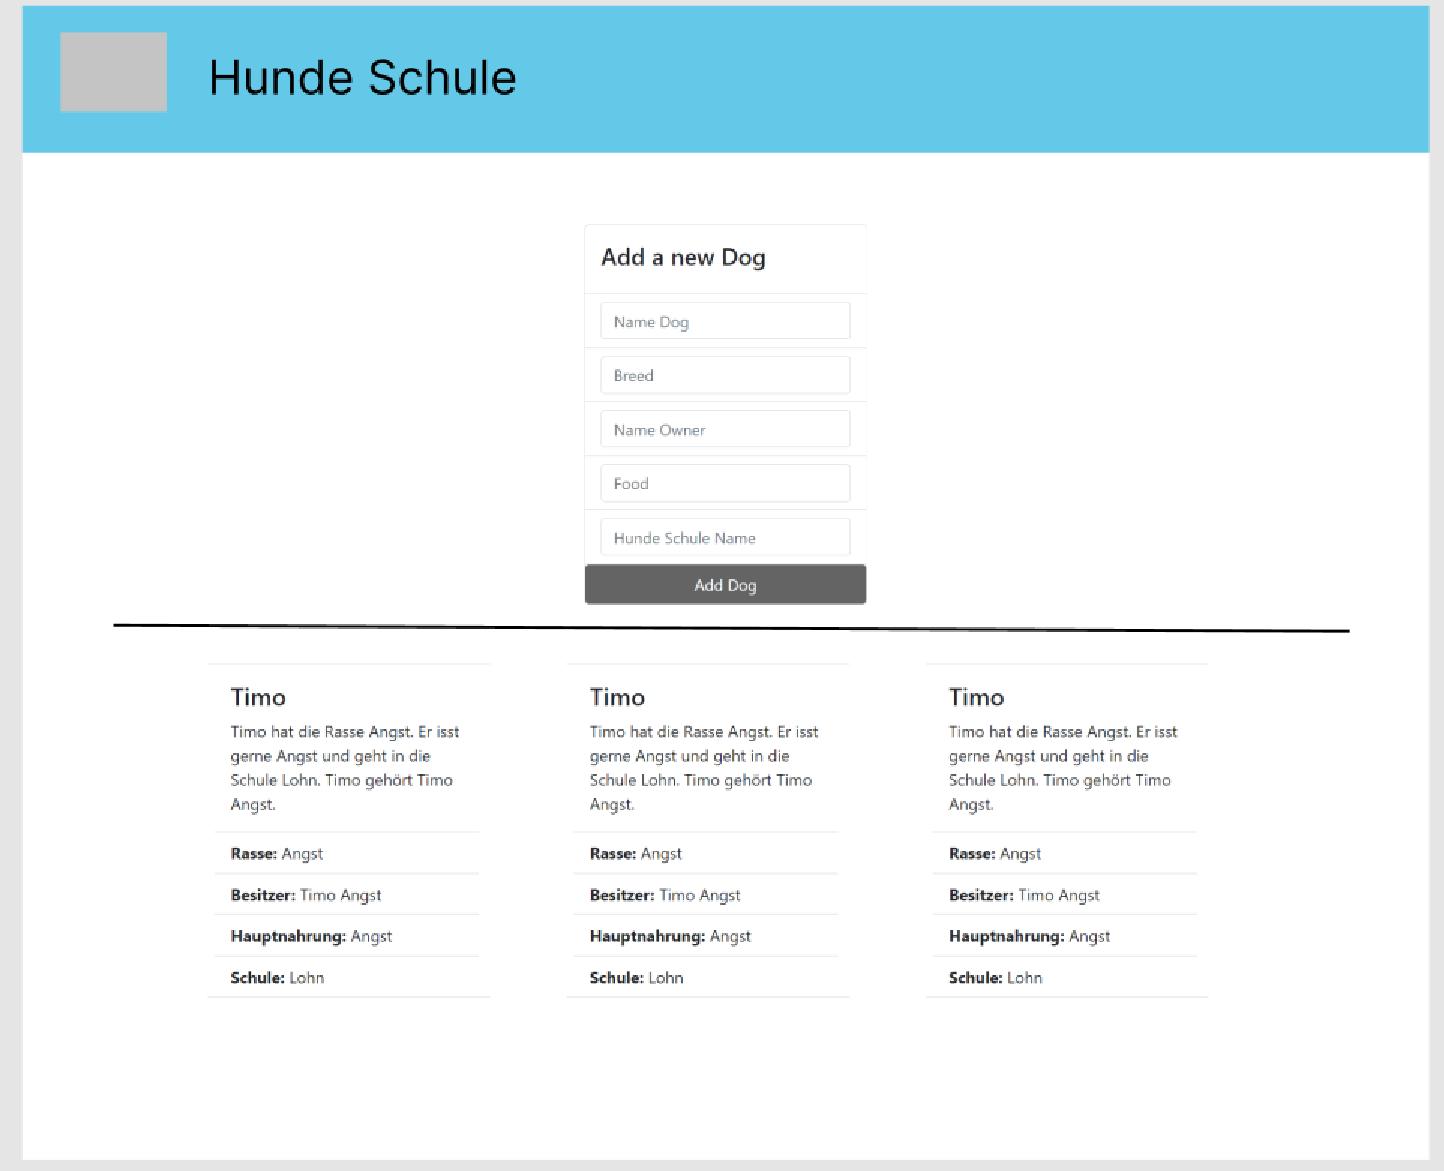 Hunde Schule
Add a new Dog
Name Dog
Breed
Name Owner
Food
Hunde Schule Name
Add Dog
Timo
Timo hat die Rasse Angst. Er isst
gerne Angst und geht in die
Schule Lohn. Timo gehört Timo
Angst.
Rasse: Angst
Besitzer: Timo Angst
Hauptnahrung: Angst
Schule: Lohn
Timo
Timo hat die Rasse Angst. Er isst
gerne Angst und geht in die
Schule Lohn. Timo gehört Timo
Angst.
Rasse: Angst
Besitzer: Timo Angst
Hauptnahrung: Angst
Schule: Lohn
Timo
Timo hat die Rasse Angst. Er isst
gerne Angst und geht in die
Schule Lohn. Timo gehört Timo
Angst.
Rasse: Angst
Besitzer: Timo Angst
Hauptnahrung: Angst
Schule: Lohn